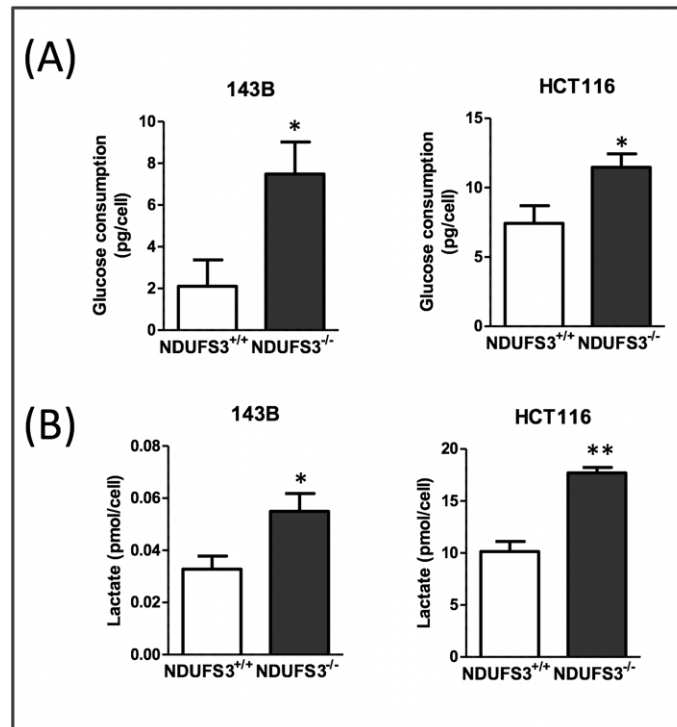 (A)
143B
HCT116
Glucose consumption
(pg/cell)
10
8
6
4
2
0
*
NDUFS3+/+ NDUFS3-/-
Glucose consumption
(pg/cell)
15
10
5
0
*
NDUFS3+/+ NDUFS3-/-
(B)
143B
HCT116
Lactate (pmol/cell)
0.08
0.06
0.04
0.02
0.00
*
NDUFS3+/+ NDUFS3-/-
Lactate (pmol/cell)
20
15
10
5
0
**
NDUFS3+/+ NDUFS3-/-